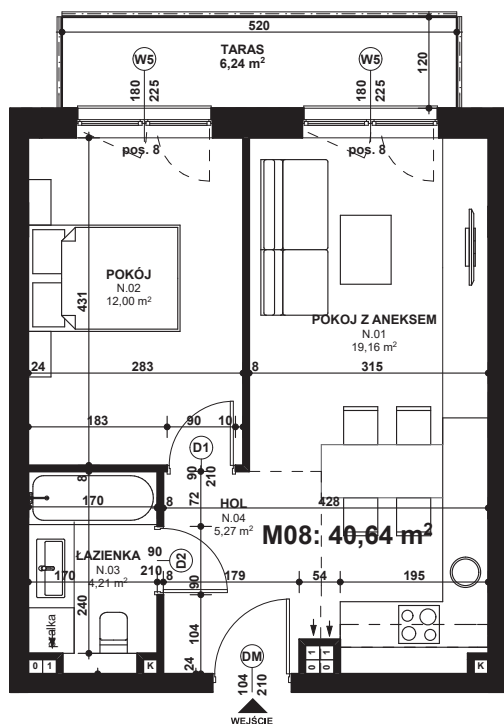 520
TARAS
6,24 m²
120
W5
180
225
W5
180
225
pos. 8
pos. 8
POKÓJ
N.02
12,00 m²
431
POKOJ Z ANEKSEM
N.01
19,16 m²
24
283
8
315
183
90
10
D1
90
210
8
170
8
72
HOL
N.04
5,27 m²
428
M08: 40,64 m²
ŁAZIENKA
N.03
4,21 m²
90
210
D2
170
8
179
54
195
240
90
104
pralka
24
0 1
K
DM
104
210
0 1
0 1
K
WEJŚCIE